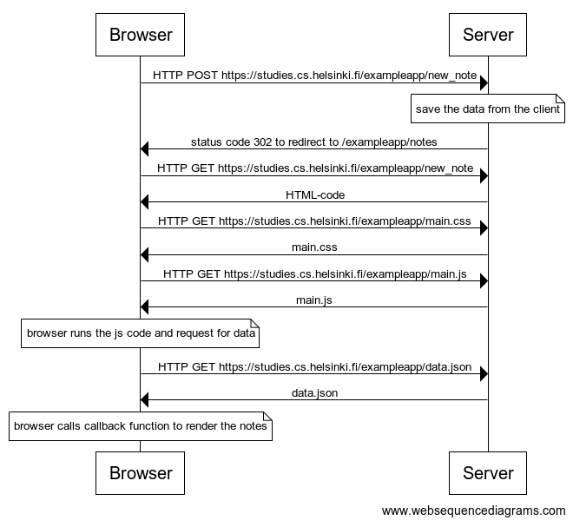 Browser Server
HTTP POST https://studies.cs.helsinki.fi/exampleapp/new_note
save the data from the client
status code 302 to redirect to /exampleapp/notes
HTTP GET https://studies.cs.helsinki.fi/exampleapp/new_note
HTML-code
HTTP GET https://studies.cs.helsinki.fi/exampleapp/main.css
main.css
HTTP GET https://studies.cs.helsinki.fi/exampleapp/main.js
main.js
browser runs the js code and request for data
HTTP GET https://studies.cs.helsinki.fi/exampleapp/data.json
data.json
browser calls callback function to render the notes
Browser Server
www.websequencediagrams.com